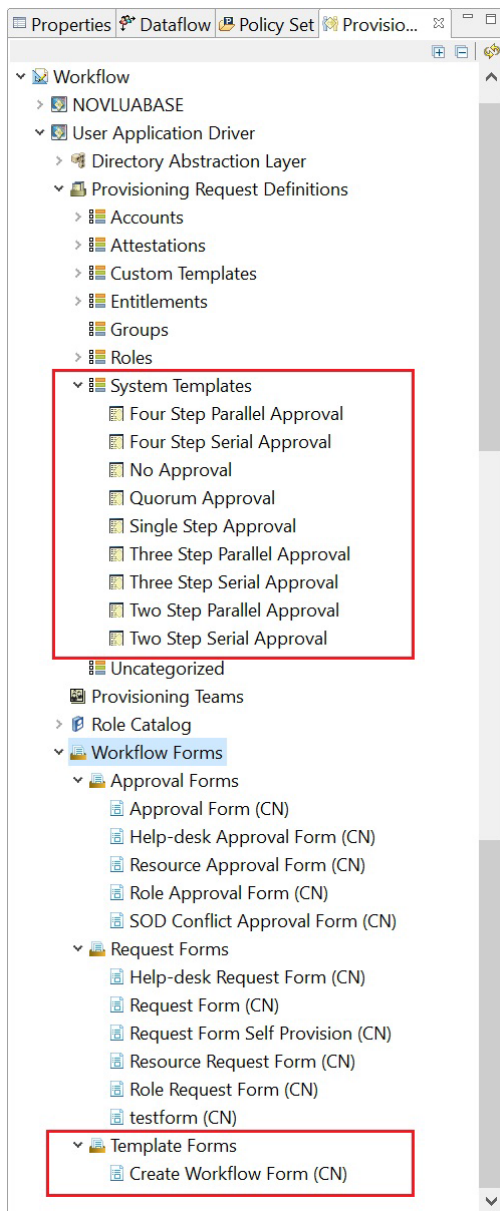 Properties Dataflow Policy Set Provisio...
Workflow
NOVLUABASE
User Application Driver
Directory Abstraction Layer
Provisioning Request Definitions
Accounts
Attestations
Custom Templates
Entitlements
Groups
Roles
System Templates
Four Step Parallel Approval
Four Step Serial Approval
No Approval
Quorum Approval
Single Step Approval
Three Step Parallel Approval
Three Step Serial Approval
Two Step Parallel Approval
Two Step Serial Approval
Uncategorized
Provisioning Teams
Role Catalog
Workflow Forms
Approval Forms
Approval Form (CN)
Help-desk Approval Form (CN)
Resource Approval Form (CN)
Role Approval Form (CN)
SOD Conflict Approval Form (CN)
Request Forms
Help-desk Request Form (CN)
Request Form (CN)
Request Form Self Provision (CN)
Resource Request Form (CN)
Role Request Form (CN)
testform (CN)
Template Forms
Create Workflow Form (CN)